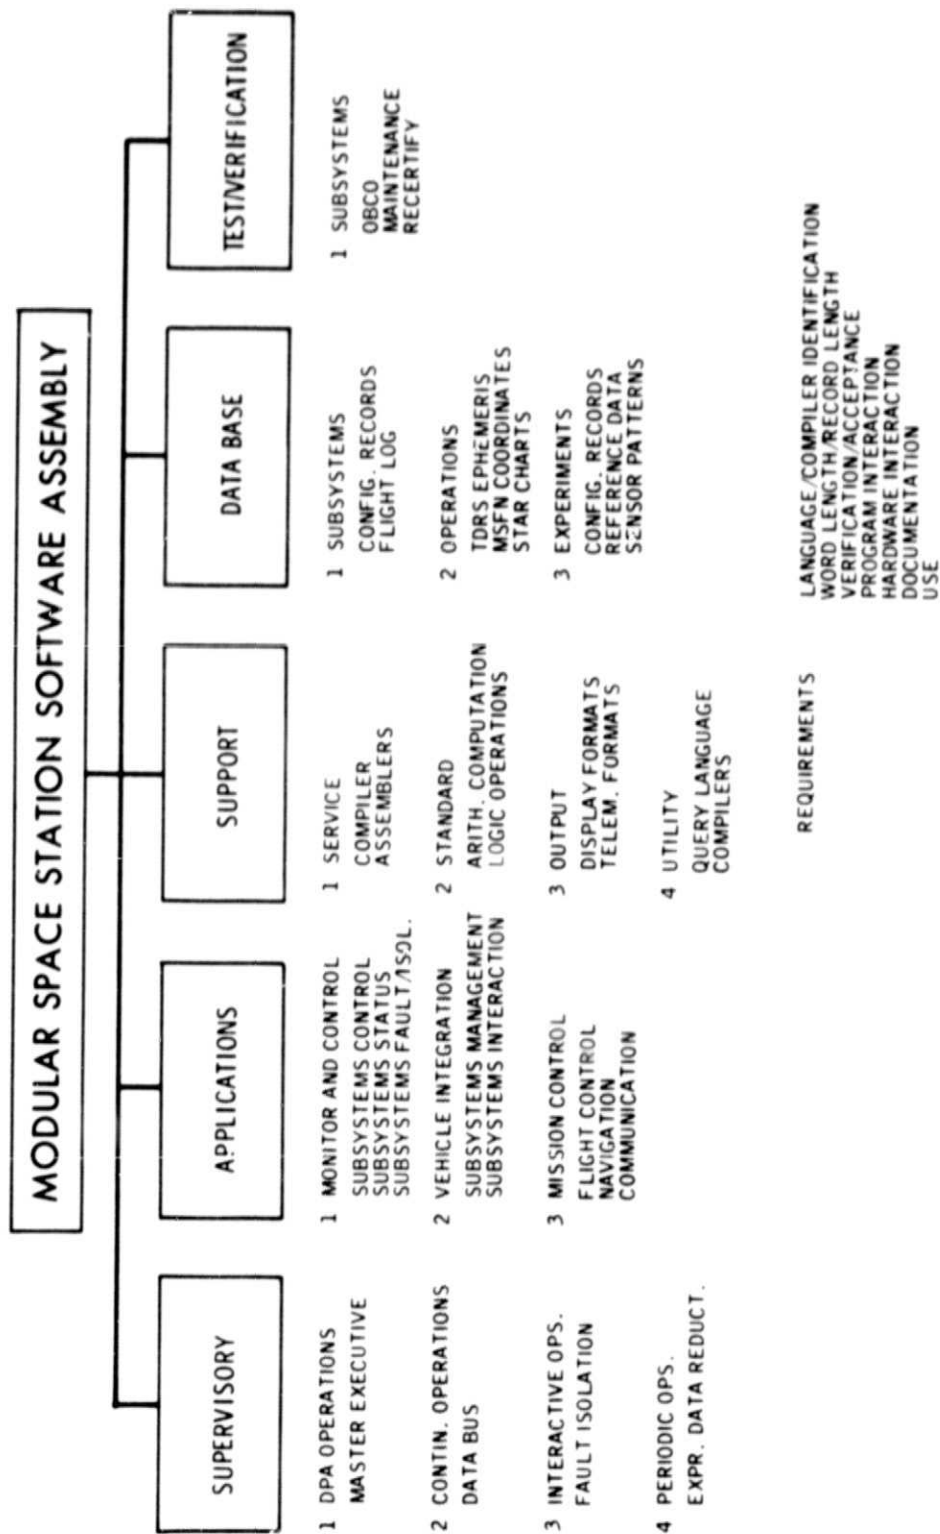 MODULAR SPACE STATION SOFTWARE ASSEMBLY
SUPERVISORY
1 DPA OPERATIONS
MASTER EXECUTIVE
2 CONTIN. OPERATIONS
DATA BUS
3 INTERACTIVE OPS.
FAULT ISOLATION
4 PERIODIC OPS.
EXPR. DATA REDUCT.
APPLICATIONS
1 MONITOR AND CONTROL
SUBSYSTEMS CONTROL
SUBSYSTEMS STATUS
SUBSYSTEMS FAULT/ISOL.
2 VEHICLE INTEGRATION
SUBSYSTEMS MANAGEMENT
SUBSYSTEMS INTERACTION
3 MISSION CONTROL
FLIGHT CONTROL
NAVIGATION
COMMUNICATION
SUPPORT
1 SERVICE
COMPILER
ASSEMBLERS
2 STANDARD
ARITH. COMPUTATION
LOGIC OPERATIONS
3 OUTPUT
DISPLAY FORMATS
TELEM. FORMATS
4 UTILITY
QUERY LANGUAGE
COMPILERS
DATA BASE
1 SUBSYSTEMS
CONFIG. RECORDS
FLIGHT LOG
2 OPERATIONS
TDRS EPHEMERIS
MSFN COORDINATES
STAR CHARTS
3 EXPERIMENTS
CONFIG. RECORDS
REFERENCE DATA
SENSOR PATTERNS
TEST/VERIFICATION
1 SUBSYSTEMS
OBCO
MAINTENANCE
RECERTIFY
REQUIREMENTS
LANGUAGE/COMPILER IDENTIFICATION
WORD LENGTH/RECORD LENGTH
VERIFICATION/ACCEPTANCE
PROGRAM INTERACTION
HARDWARE INTERACTION
DOCUMENTATION
USE